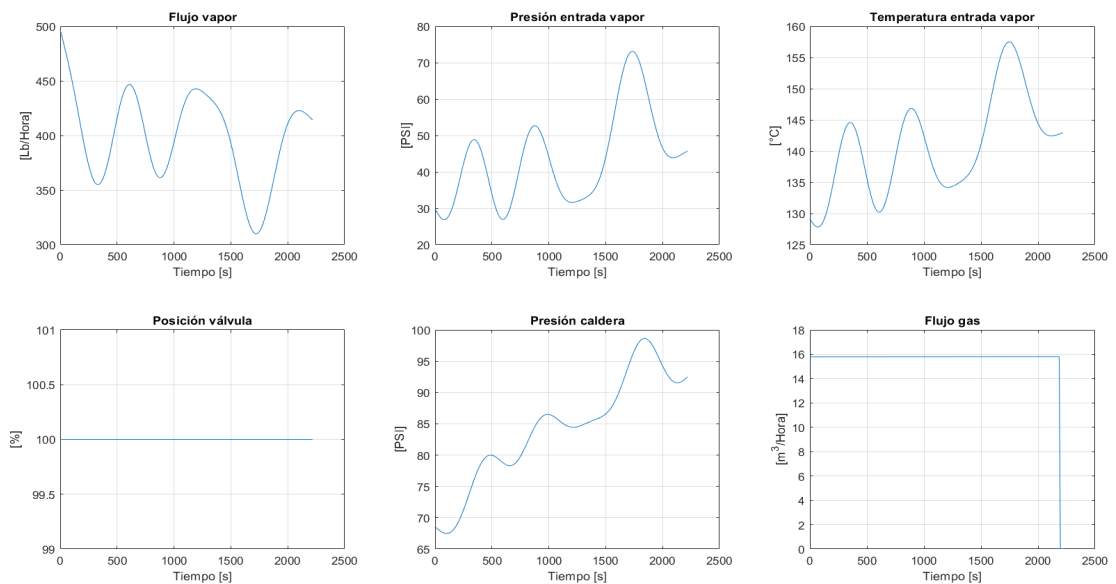 Flujo vapor
500
450
400
350
300
[Lb/Hora]
0 500 1000 1500 2000 2500
Tiempo [s]
Presión entrada vapor
80
70
60
50
40
30
20
[PSI]
0 500 1000 1500 2000 2500
Tiempo [s]
Temperatura entrada vapor
160
155
150
145
140
135
130
125
[°C]
0 500 1000 1500 2000 2500
Tiempo [s]
Posición válvula
101
100.5
100
99.5
99
[%]
0 500 1000 1500 2000 2500
Tiempo [s]
Presión caldera
100
95
90
85
80
75
70
65
[PSI]
0 500 1000 1500 2000 2500
Tiempo [s]
Flujo gas
18
16
14
12
10
8
6
4
2
0
[m³/Hora]
0 500 1000 1500 2000 2500
Tiempo [s]